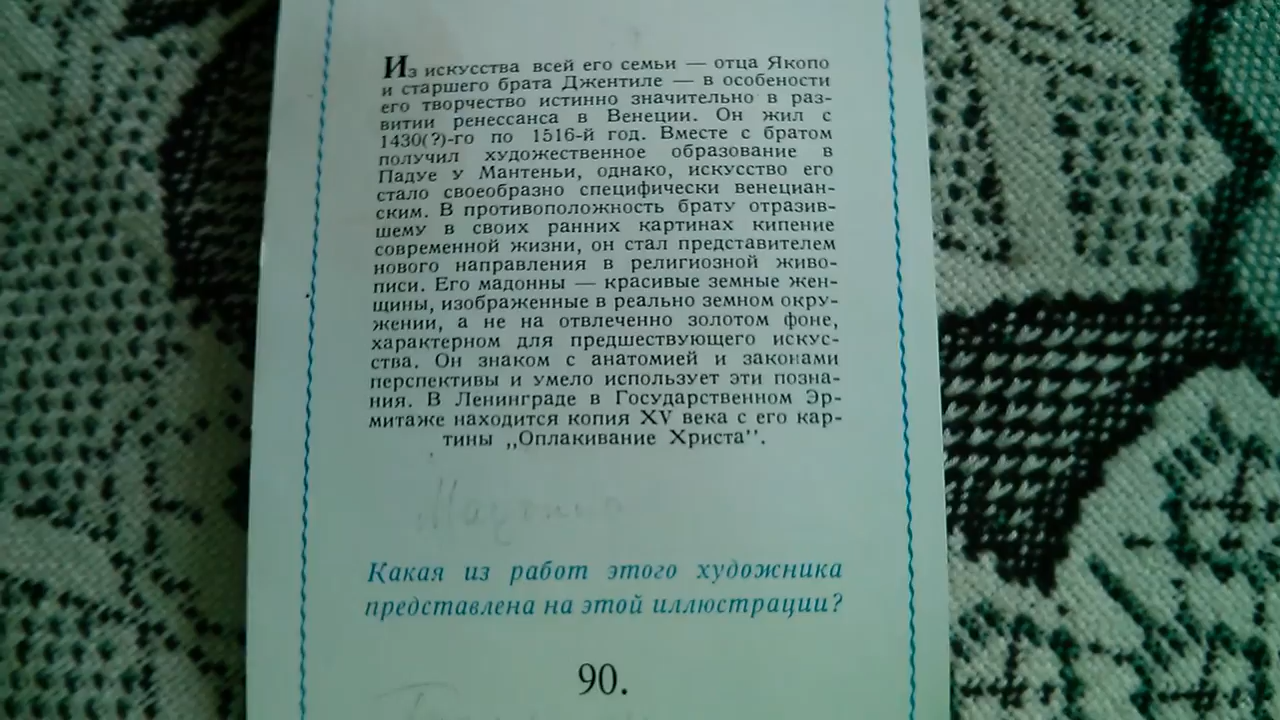 Из искусства всей его семьи — отца Якопо
и старшего брата Джентиле — в особености
его творчество истинно значительно в раз-
витии ренессанса в Венеции. Он жил с
1430(?)-го по 1516-й год. Вместе с братом
получил художественное образование в
Падуе у Мантеньи, однако, искусство его
стало своеобразно специфически венециан-
ским. В противоположность брату отразив-
шему в своих ранних картинах кипение
современной жизни, он стал представителем
нового направления в религиозной живо-
писи. Его мадонны — красивые земные жен-
щины, изображенные в реально земном окру-
жении, а не на отвлеченно золотом фоне,
характерном для предшествующего искус-
ства. Он знаком с анатомией и законами
перспективы и умело использует эти позна-
ния. В Ленинграде в Государственном Эр-
митаже находится копия XV века с его кар-
тины „Оплакивание Христа".
Какая из работ этого художника
представлена на этой иллюстрации?
90.